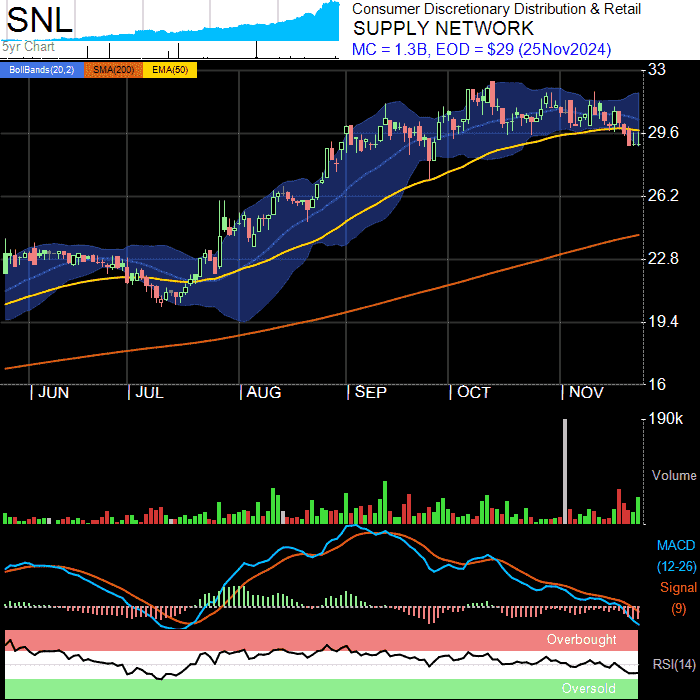 SNL
5yr Chart
Consumer Discretionary Distribution & Retail
SUPPLY NETWORK
MC = 1.3B, EOD = $29 (25Nov2024)
BollBands(20,2) SMA(200) EMA(50)
33
29.6
26.2
22.8
19.4
16
JUN JUL AUG SEP OCT NOV
190k
Volume
MACD
(12-26)
Signal
(9)
Overbought
RSI(14)
Oversold